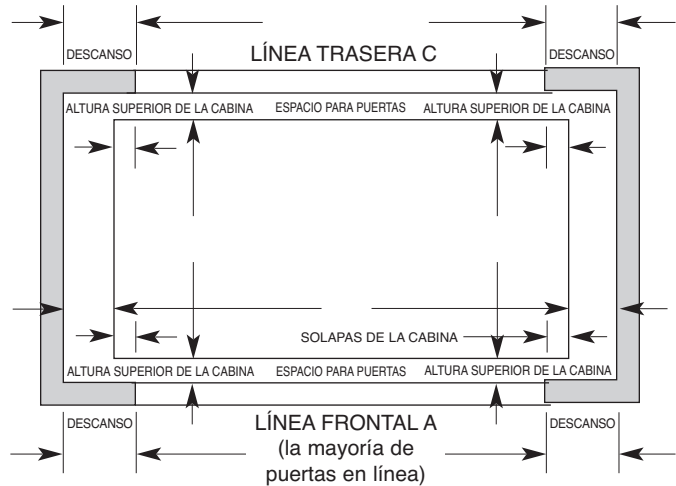 DESCANSO
LÍNEA TRASERA C
DESCANSO
ALTURA SUPERIOR DE LA CABINA
ESPACIO PARA PUERTAS
ALTURA SUPERIOR DE LA CABINA
SOLAPAS DE LA CABINA
ALTURA SUPERIOR DE LA CABINA
ESPACIO PARA PUERTAS
ALTURA SUPERIOR DE LA CABINA
DESCANSO
LÍNEA FRONTAL A
(la mayoría de
puertas en línea)
DESCANSO